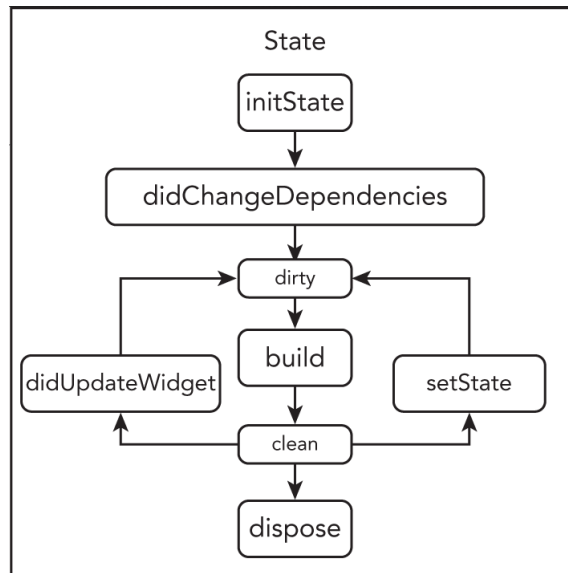 State
initState
didChangeDependencies
dirty
build
didUpdateWidget
setState
clean
dispose